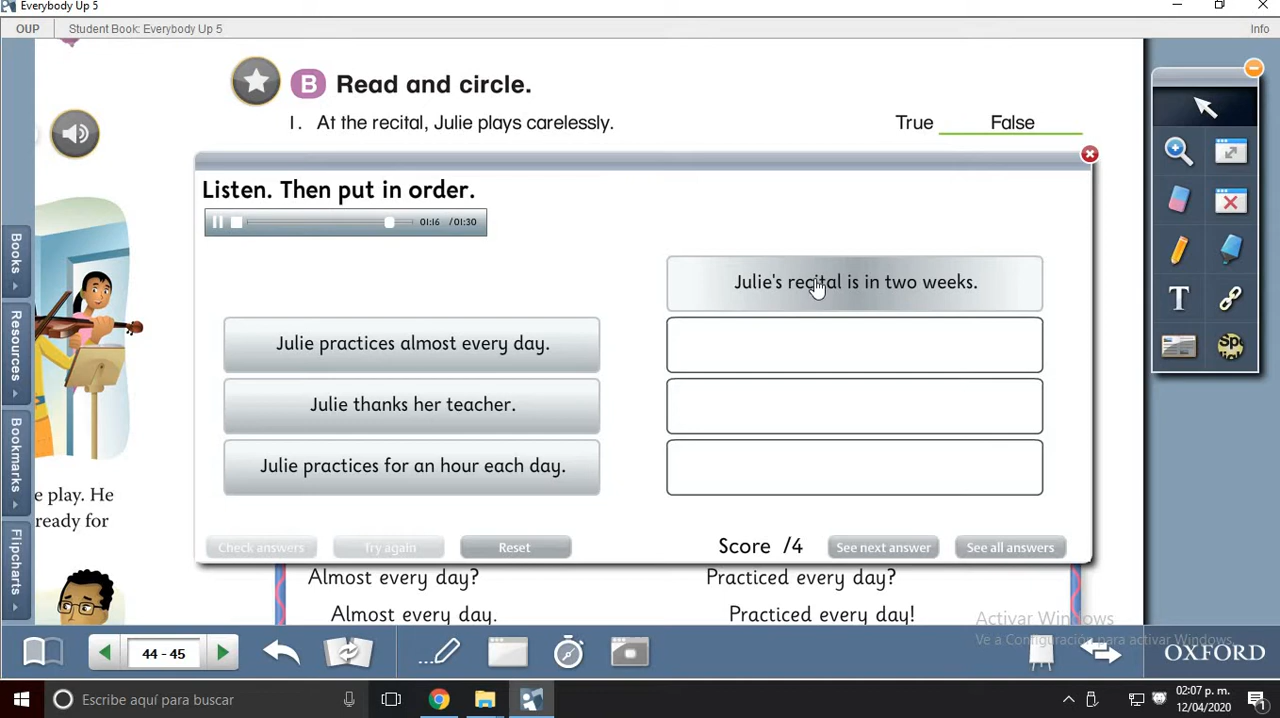 Everybody Up 5
OUP
Student Book: Everybody Up 5
Info
B Read and circle.
1. At the recital, Julie plays carelessly.
True
False
Listen. Then put in order.
01:16 /01:30
Julie's recital is in two weeks.
Julie practices almost every day.
Julie thanks her teacher.
Julie practices for an hour each day.
Check answers
Try again
Reset
Score /4
See next answer
See all answers
e play. He
ready for
Almost every day?
Practiced every day?
Almost every day.
Practiced every day!
Books
Resources
Bookmarks
Flipcharts
T
Spe
Activar Windows
Ve a Configuración para activar Windows.
44 - 45
OXFORD
Escribe aquí para buscar
02:07 p. m.
12/04/2020
1